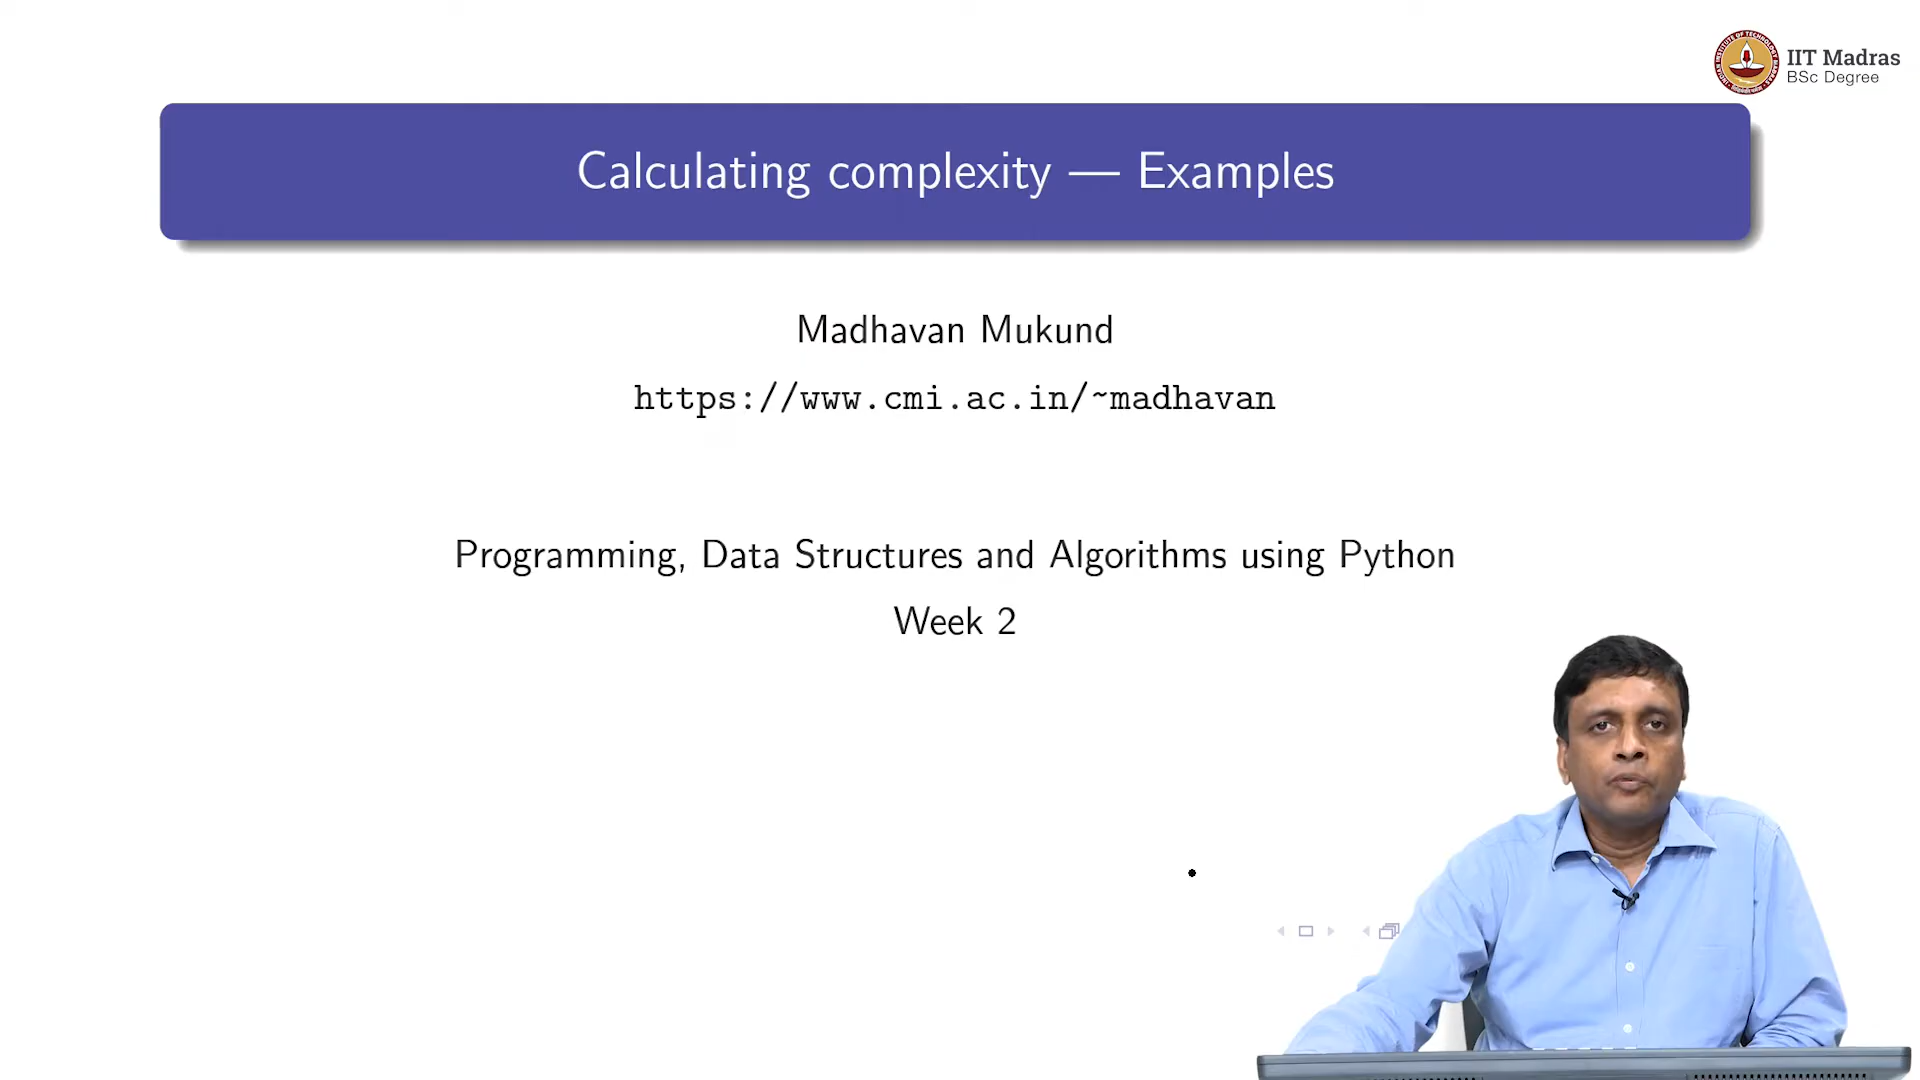 IIT Madras
BSc Degree
Calculating complexity — Examples
Madhavan Mukund
https://www.cmi.ac.in/~madhavan
Programming, Data Structures and Algorithms using Python
Week 2